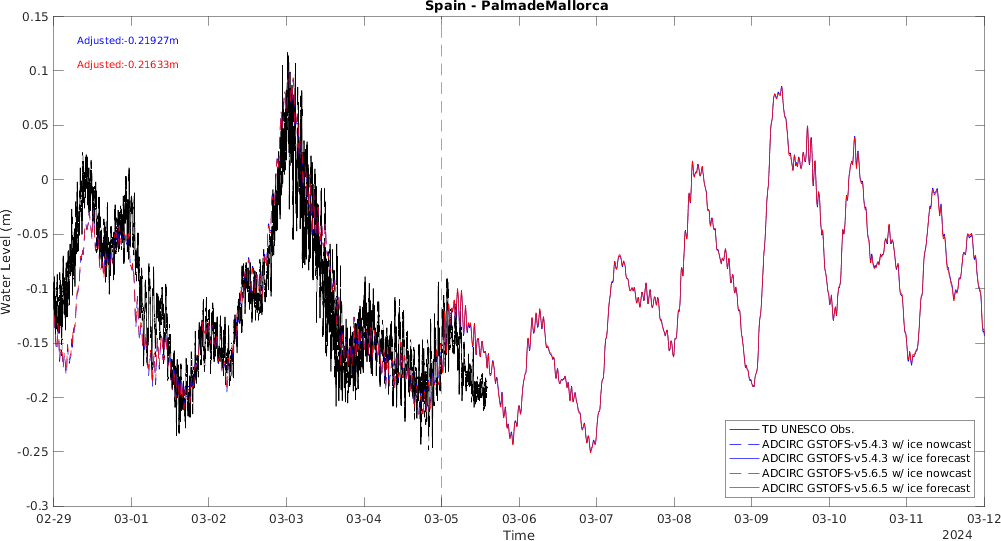 Spain - PalmadeMallorca
0.15
Adjusted:-0.21927m
Adjusted:-0.21633m
0.1
0.05
0
-0.05
-0.1
-0.15
-0.2
-0.25
-0.3
Water Level (m)
TD UNESCO Obs.
ADCIRC GSTOFS-v5.4.3 w/ ice nowcast
ADCIRC GSTOFS-v5.4.3 w/ ice forecast
ADCIRC GSTOFS-v5.6.5 w/ ice nowcast
ADCIRC GSTOFS-v5.6.5 w/ ice forecast
02-29 03-01 03-02 03-03 03-04 03-05 03-06 03-07 03-08 03-09 03-10 03-11 03-12
Time
2024